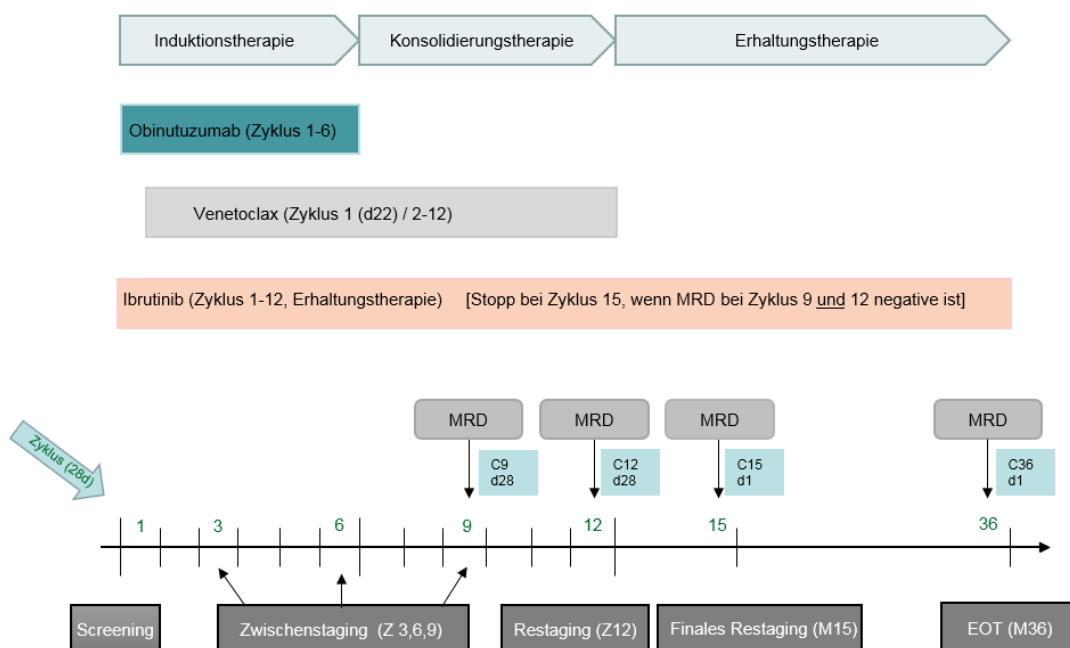 Induktionstherapie
Konsolidierungstherapie
Erhaltungstherapie
Obinutuzumab (Zyklus 1-6)
Venetoclax (Zyklus 1 (d22) / 2-12)
Ibrutinib (Zyklus 1-12, Erhaltungstherapie) [Stopp bei Zyklus 15, wenn MRD bei Zyklus 9 und 12 negative ist]
MRD
MRD
MRD
MRD
Zyklus (28d)
C9
d28
C12
d28
C15
d1
C36
d1
1
3
6
9
12
15
36
Screening
Zwischenstaging (Z 3,6,9)
Restaging (Z12)
Finales Restaging (M15)
EOT (M36)